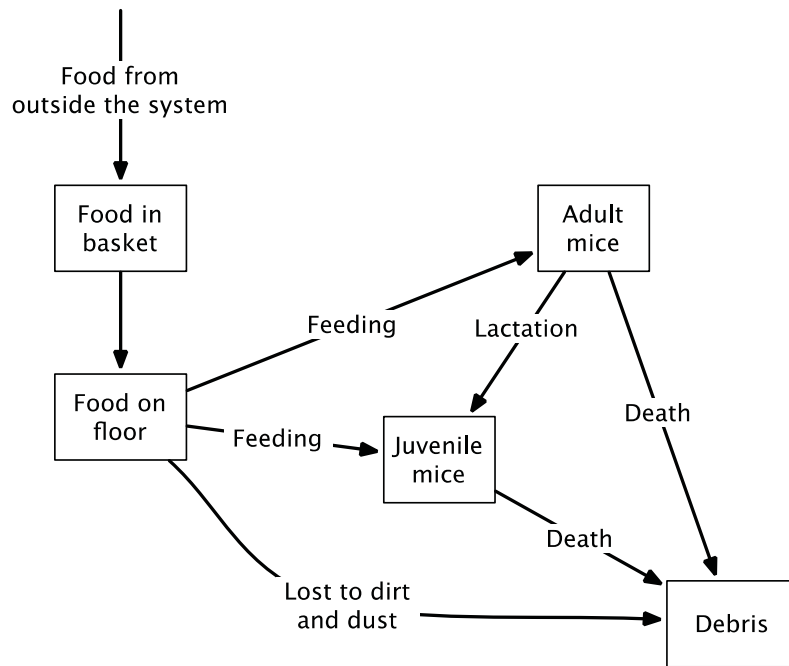 Food from
outside the system
Food in
basket
Adult
mice
Feeding
Lactation
Food on
floor
Feeding
Juvenile
mice
Death
Death
Lost to dirt
and dust
Debris